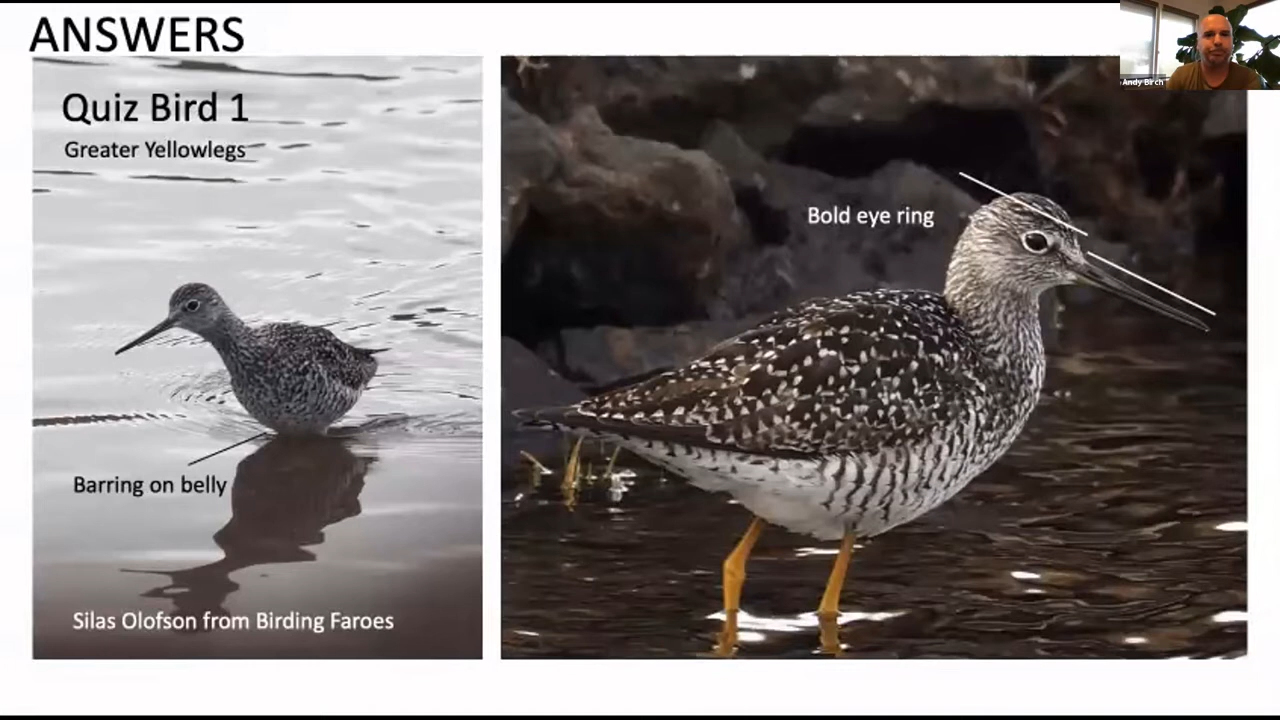 ANSWERS
Quiz Bird 1
Greater Yellowlegs
Bold eye ring
Barring on belly
Silas Olofson from Birding Faroes
Andy Birch